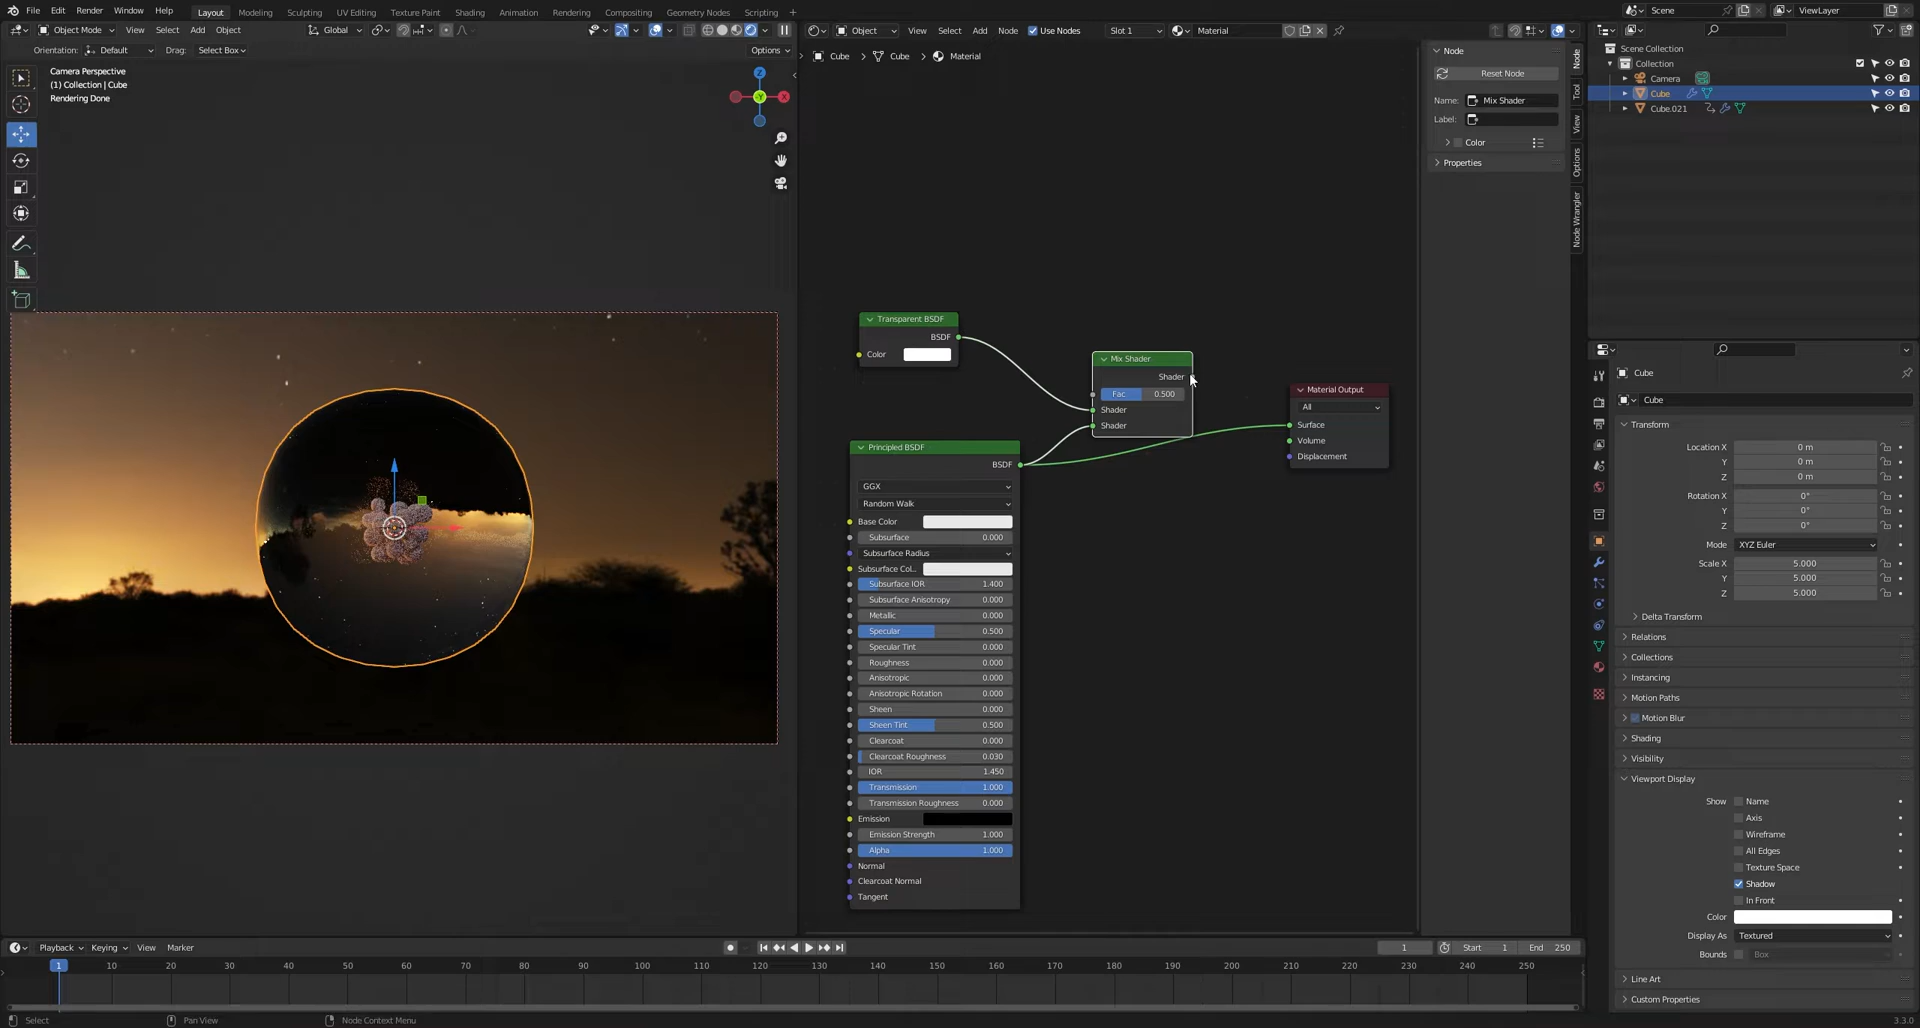 File Edit Render Window Help Layout Modeling Sculpting UV Editing Texture Paint Shading Animation Rendering Compositing Geometry Nodes Scripting + Scene ViewLayer
Object Mode View Select Add Object Global Object View Select Add Node Use Nodes Slot 1 Material
Orientation: Default Drag: Select Box Options
Cube Cube Material
Camera Perspective
(1) Collection | Cube
Rendering Done
Z
Y
X
Node
Reset Node
Name: Mix Shader
Label:
Color
Properties
Node
Tool
View
Options
Node Wrangler
Scene Collection
Collection
Camera
Cube
Cube.021
Transparent BSDF
BSDF
Color
Mix Shader
Shader
Fac 0.500
Shader
Shader
Material Output
All
Surface
Volume
Displacement
Principled BSDF
BSDF
GGX
Random Walk
Base Color
Subsurface 0.000
Subsurface Radius
Subsurface Col..
Subsurface IOR 1.400
Subsurface Anisotropy 0.000
Metallic 0.000
Specular 0.500
Specular Tint 0.000
Roughness 0.000
Anisotropic 0.000
Anisotropic Rotation 0.000
Sheen 0.000
Sheen Tint 0.500
Clearcoat 0.000
Clearcoat Roughness 0.030
IOR 1.450
Transmission 1.000
Transmission Roughness 0.000
Emission
Emission Strength 1.000
Alpha 1.000
Normal
Clearcoat Normal
Tangent
Cube
Cube
Transform
Location X 0 m
Y 0 m
Z 0 m
Rotation X 0°
Y 0°
Z 0°
Mode XYZ Euler
Scale X 5.000
Y 5.000
Z 5.000
Delta Transform
Relations
Collections
Instancing
Motion Paths
Motion Blur
Shading
Visibility
Viewport Display
Show Name
Axis
Wireframe
All Edges
Texture Space
Shadow
In Front
Color
Display As Textured
Bounds Box
Line Art
Custom Properties
Playback Keying View Marker 1 Start 1 End 250
1 10 20 30 40 50 60 70 80 90 100 110 120 130 140 150 160 170 180 190 200 210 220 230 240 250
Select Pan View Node Context Menu 3.3.0